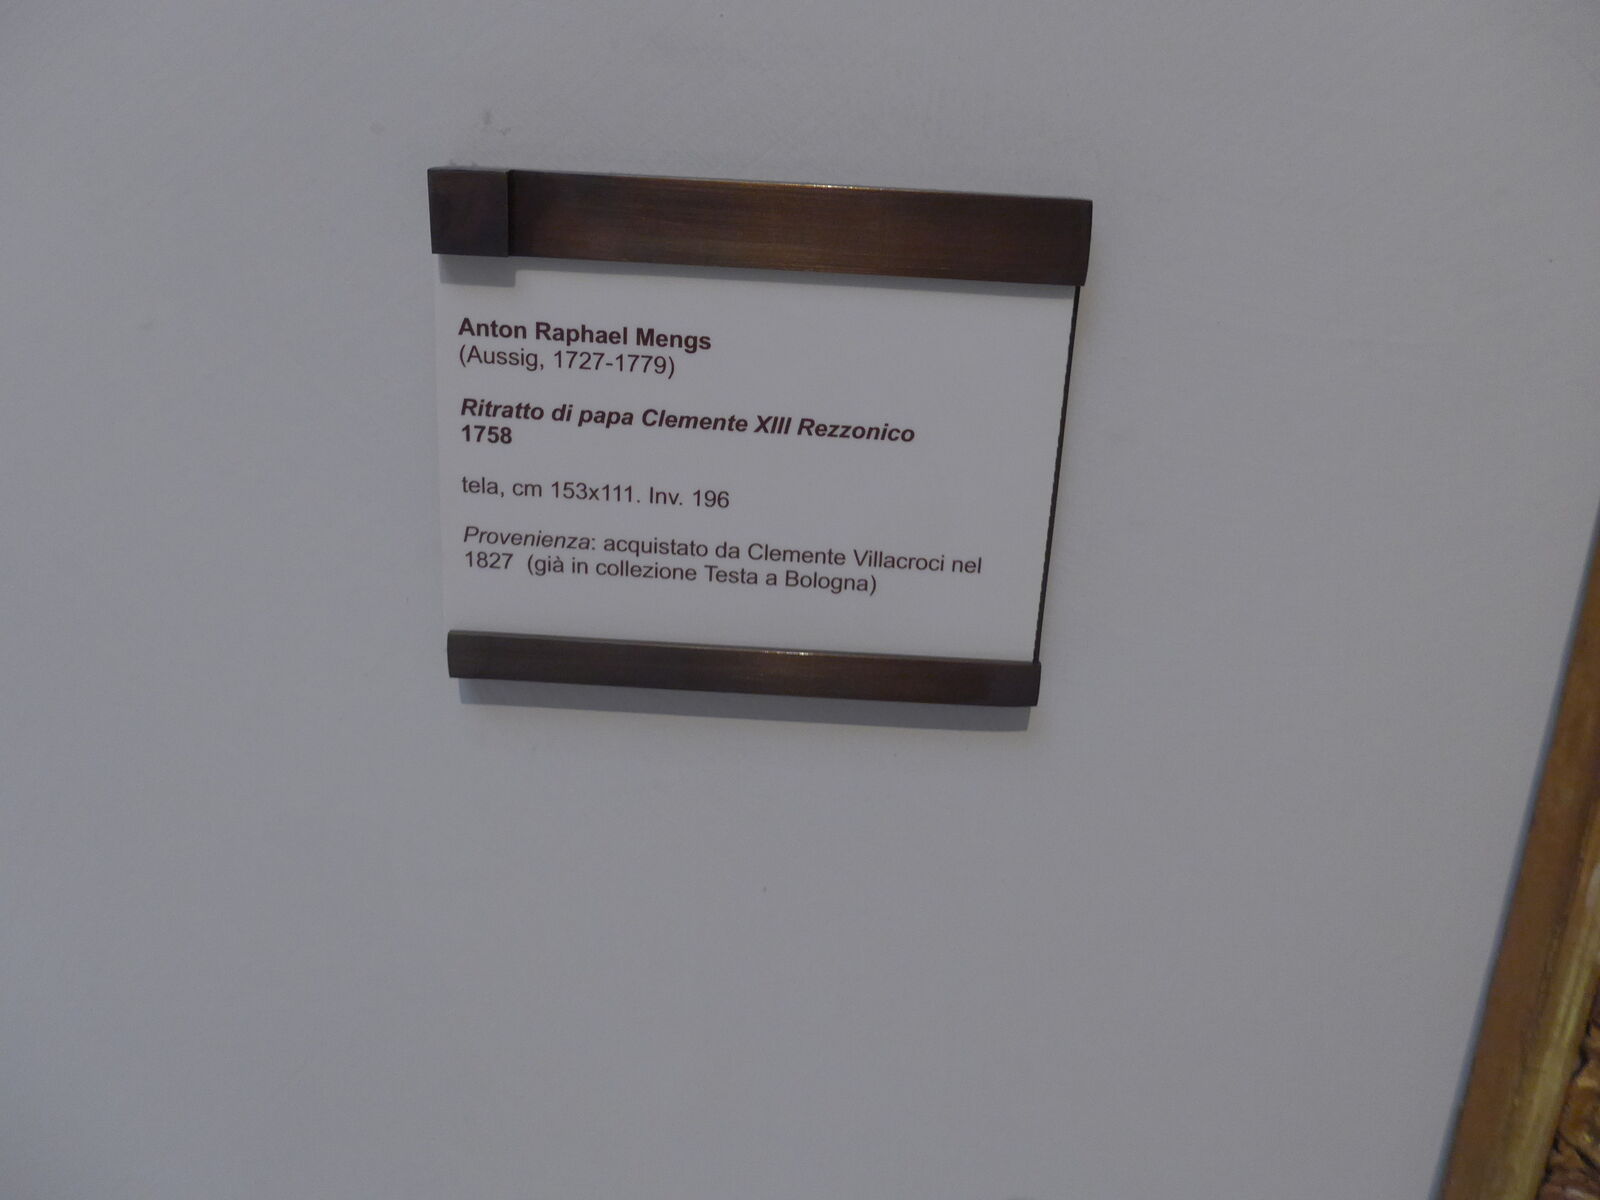 Anton Raphael Mengs
(Aussig, 1727-1779)
Ritratto di papa Clemente XIII Rezzonico
1758
tela, cm 153x111. Inv. 196
Provenienza: acquistato da Clemente Villacroci nel
1827 (già in collezione Testa a Bologna)